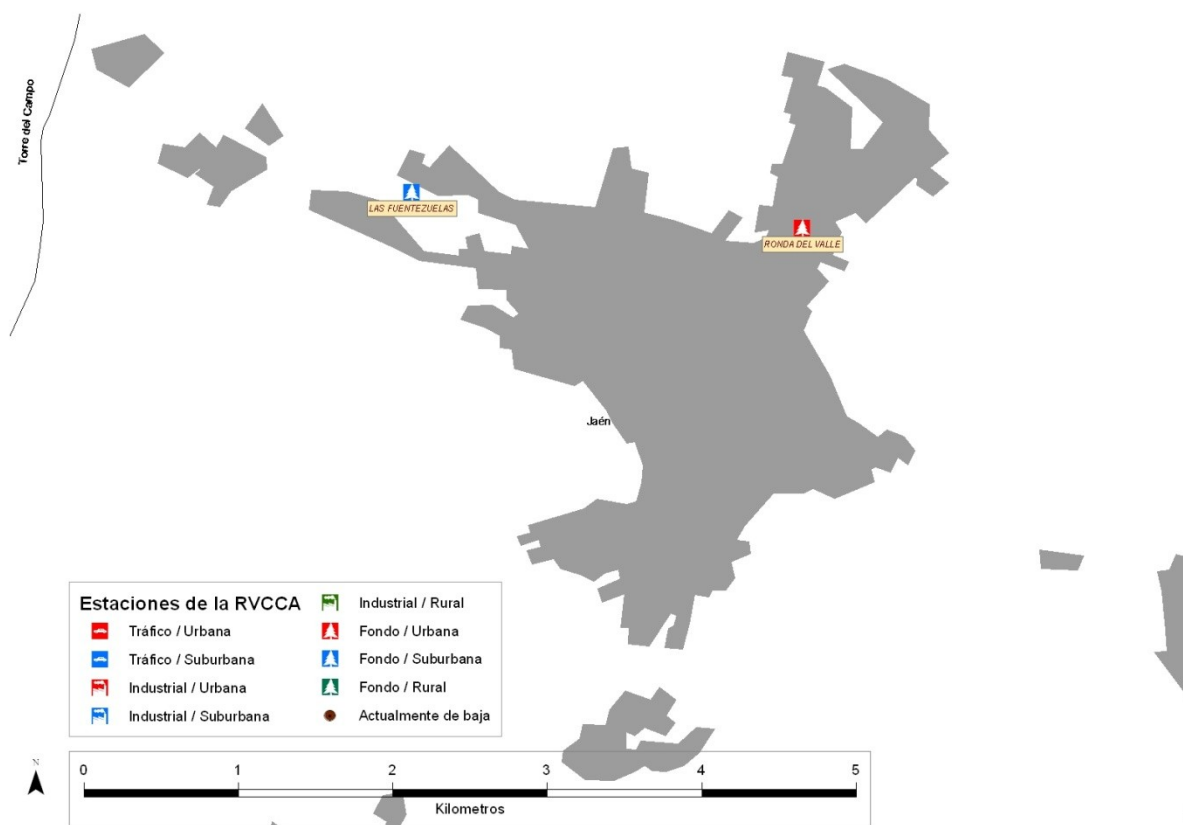 Torre del Campo
LAS FUENTEZUELAS
RONDA DEL VALLE
Jaén
Estaciones de la RVCCA
Tráfico / Urbana
Tráfico / Suburbana
Industrial / Urbana
Industrial / Suburbana
Industrial / Rural
Fondo / Urbana
Fondo / Suburbana
Fondo / Rural
Actualmente de baja
N
0 1 2 3 4 5
Kilometros